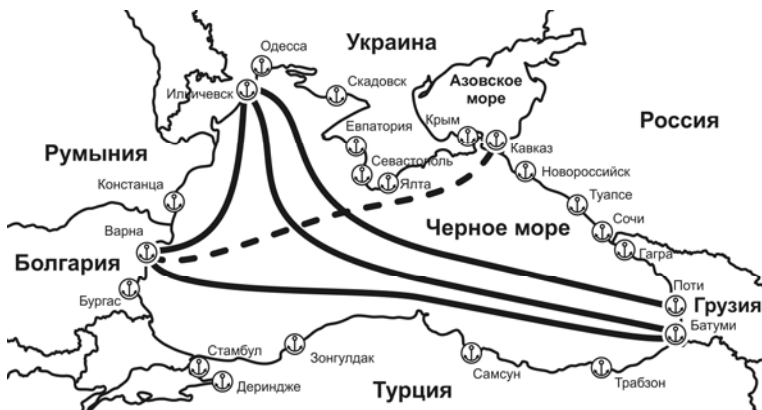 Одесса
Украина
Ильичевск
Скадовск
Азовское
море
Евпатория
Крым
Кавказ
Россия
Румыния
Севастополь
Новороссийск
Констанца
Ялта
Туапсе
Варна
Черное море
Сочи
Гагра
Болгария
Поти
Бургас
Грузия
Батуми
Стамбул
Зонгулдак
Самсун
Трабзон
Дериндже
Турция